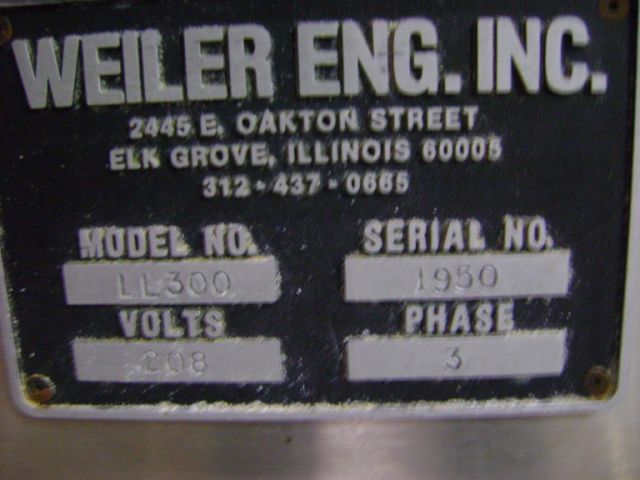 WEILER ENG. INC.
2445 E. OAKTON STREET
ELK GROVE, ILLINOIS 60005
312-437-0665
MODEL NO. SERIAL NO.
LL300 1950
VOLTS PHASE
208 3